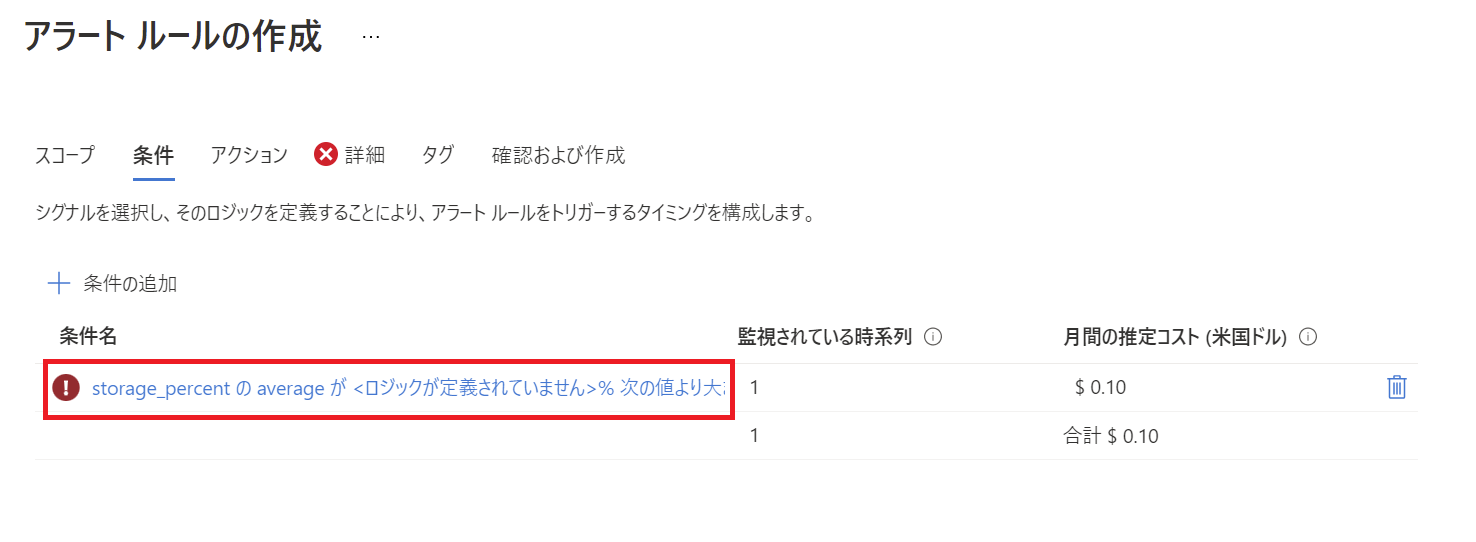 アラート ルールの作成 …
スコープ 条件 アクション 詳細 タグ 確認および作成
シグナルを選択し、そのロジックを定義することにより、アラート ルールをトリガーするタイミングを構成します。
条件の追加
条件名 監視されている時系列 月間の推定コスト (米国ドル)
storage_percent の average が <ロジックが定義されていません>% 次の値より大 1 $ 0.10
1 合計 $ 0.10